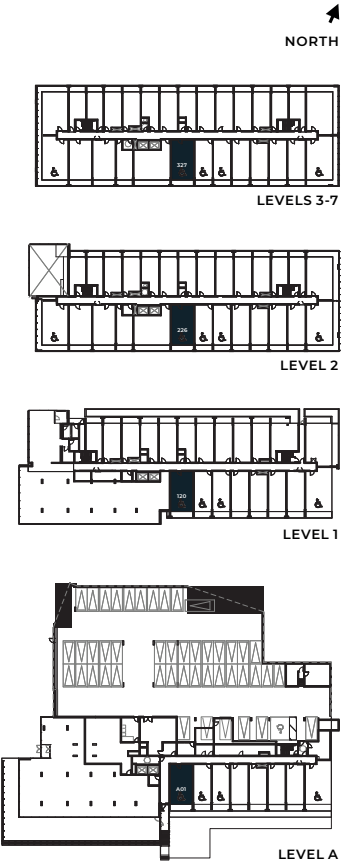 NORTH
327
LEVELS 3-7
226
LEVEL 2
120
LEVEL 1
A01
LEVEL A